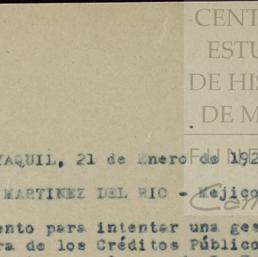 CENT
ESTU
DE HIS
DE M
FUN
YAQUIL, 21 de Enero de 192
MARTINEZ DEL RIO - Mejico
ento para intentar una ges
ra de los Créditos Público